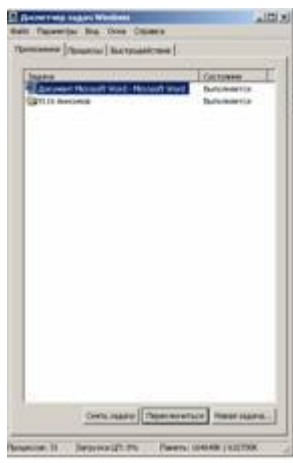 Диспетчер задач Windows
Файл Параметры Вид Окна Справка
Приложения Процессы Быстродействие
Задача Состояние
Документ Microsoft Word - Microsoft Word Выполняется
Выполняется
Снять задачу Переключиться Новая задача...
Процессов: 31 Загрузка ЦП: Память: